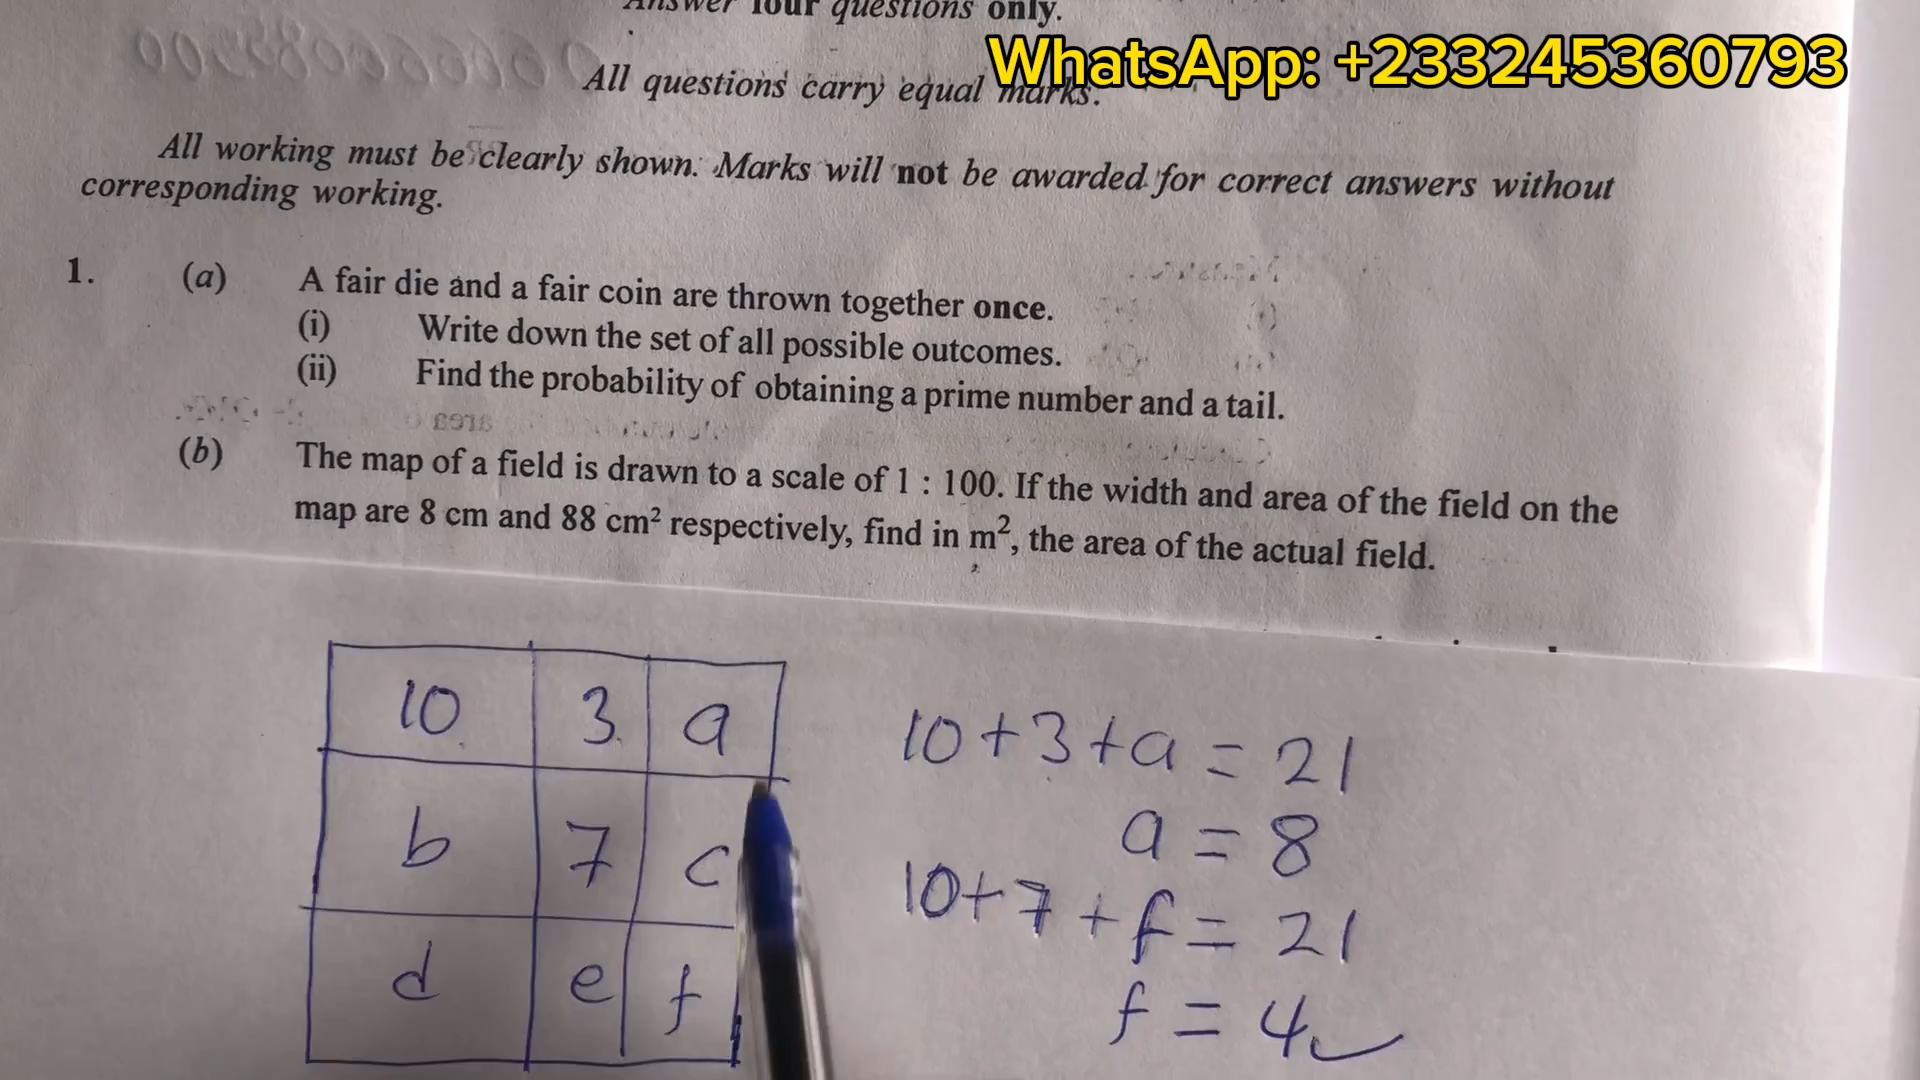 Answer four questions only.
WhatsApp: +233245360793
All questions carry equal marks.
All working must be clearly shown. Marks will not be awarded for correct answers without
corresponding working.
1. (a) A fair die and a fair coin are thrown together once.
(i) Write down the set of all possible outcomes.
(ii) Find the probability of obtaining a prime number and a tail.
(b) The map of a field is drawn to a scale of 1 : 100. If the width and area of the field on the
map are 8 cm and 88 cm² respectively, find in m², the area of the actual field.
10 3 a
b 7 c
d e f
10+3+a = 21
a = 8
10+7+f = 21
f = 4